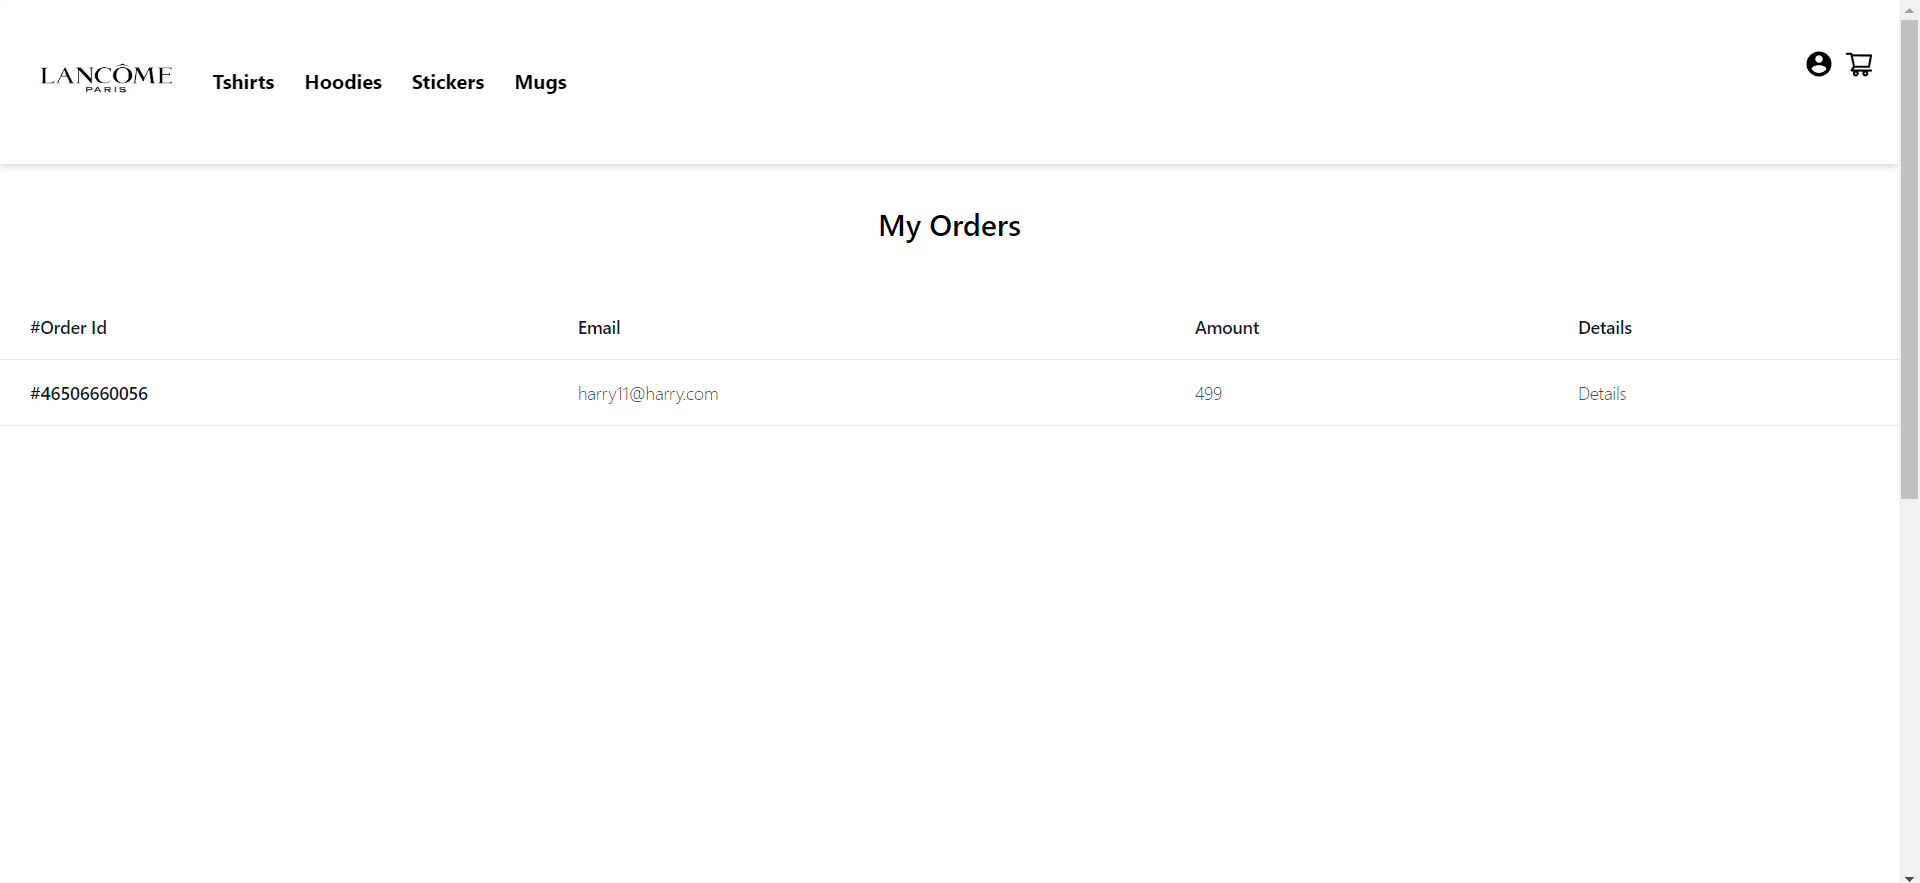 LANCÔME
PARIS
Tshirts Hoodies Stickers Mugs
My Orders
#Order Id Email Amount Details
#46506660056 harry11@harry.com 499 Details